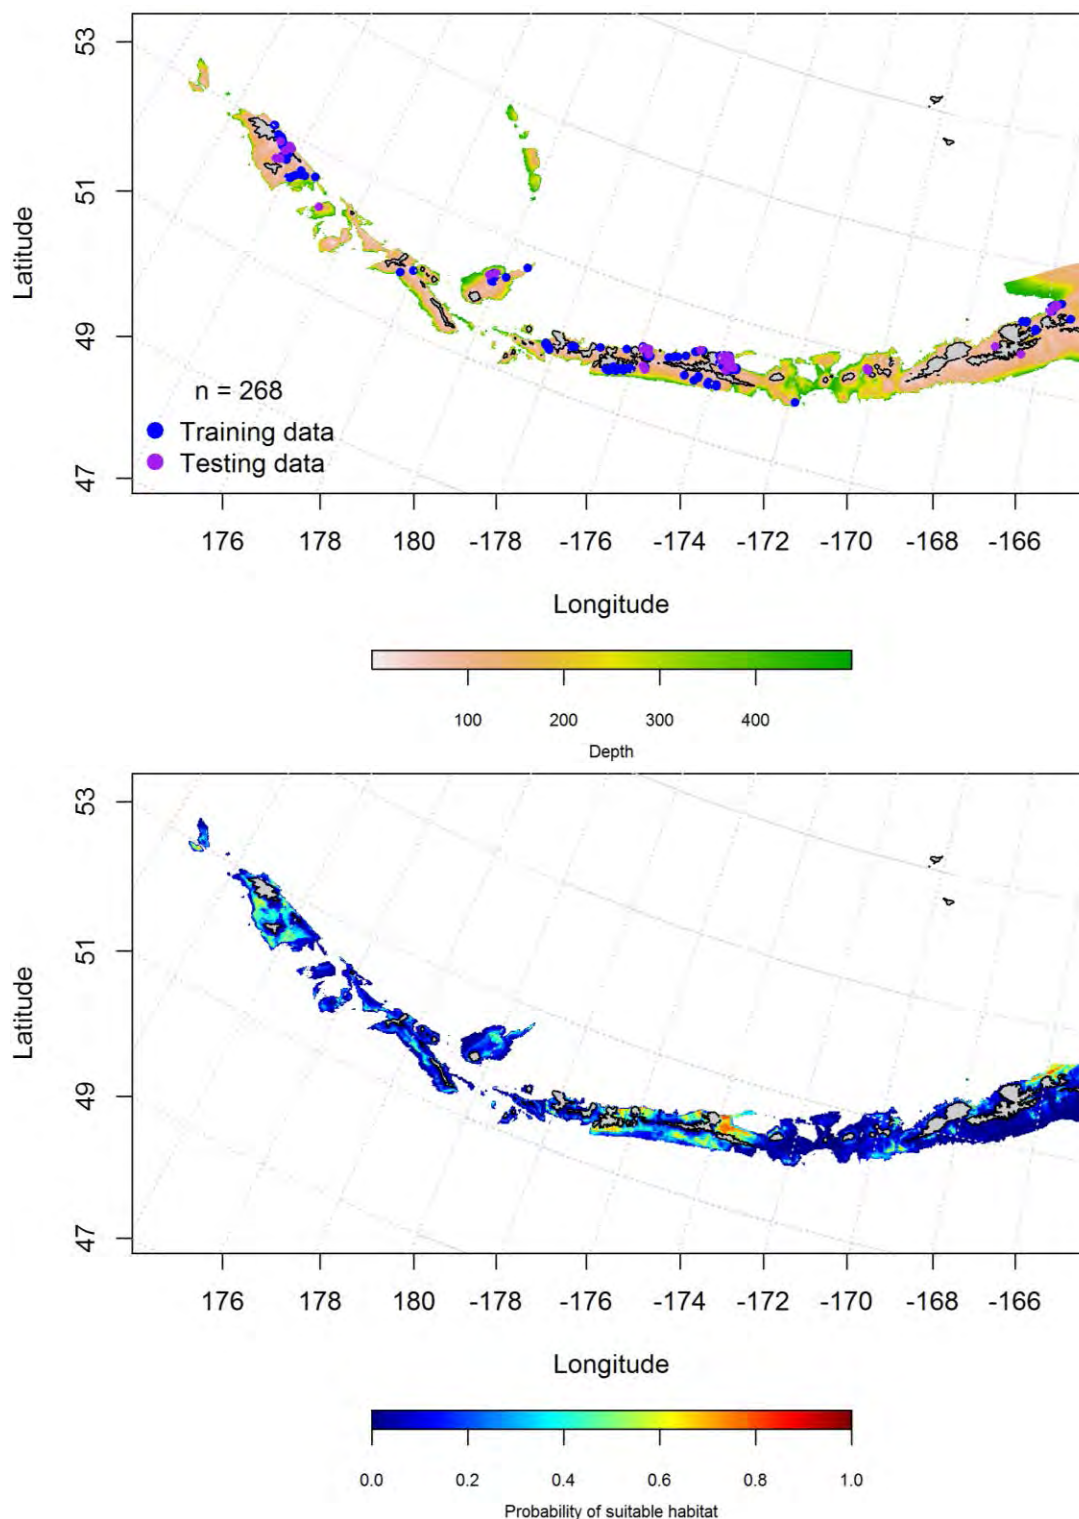 53
51
49
47
Latitude
n = 268
Training data
Testing data
176 178 180 -178 -176 -174 -172 -170 -168 -166
Longitude
100 200 300 400
Depth
53
51
49
47
Latitude
176 178 180 -178 -176 -174 -172 -170 -168 -166
Longitude
0.0 0.2 0.4 0.6 0.8 1.0
Probability of suitable habitat